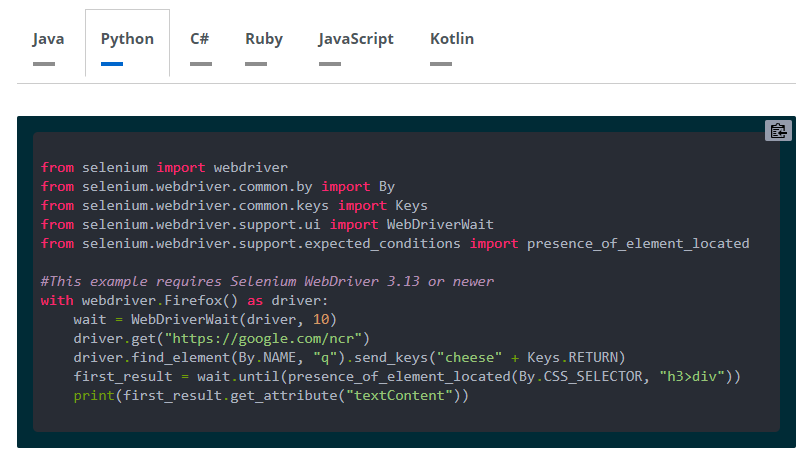 Java Python C# Ruby JavaScript Kotlin
from selenium import webdriver
from selenium.webdriver.common.by import By
from selenium.webdriver.common.keys import Keys
from selenium.webdriver.support.ui import WebDriverWait
from selenium.webdriver.support.expected_conditions import presence_of_element_located
#This example requires Selenium WebDriver 3.13 or newer
with webdriver.Firefox() as driver:
    wait = WebDriverWait(driver, 10)
    driver.get("https://google.com/ncr")
    driver.find_element(By.NAME, "q").send_keys("cheese" + Keys.RETURN)
    first_result = wait.until(presence_of_element_located(By.CSS_SELECTOR, "h3>div"))
    print(first_result.get_attribute("textContent"))